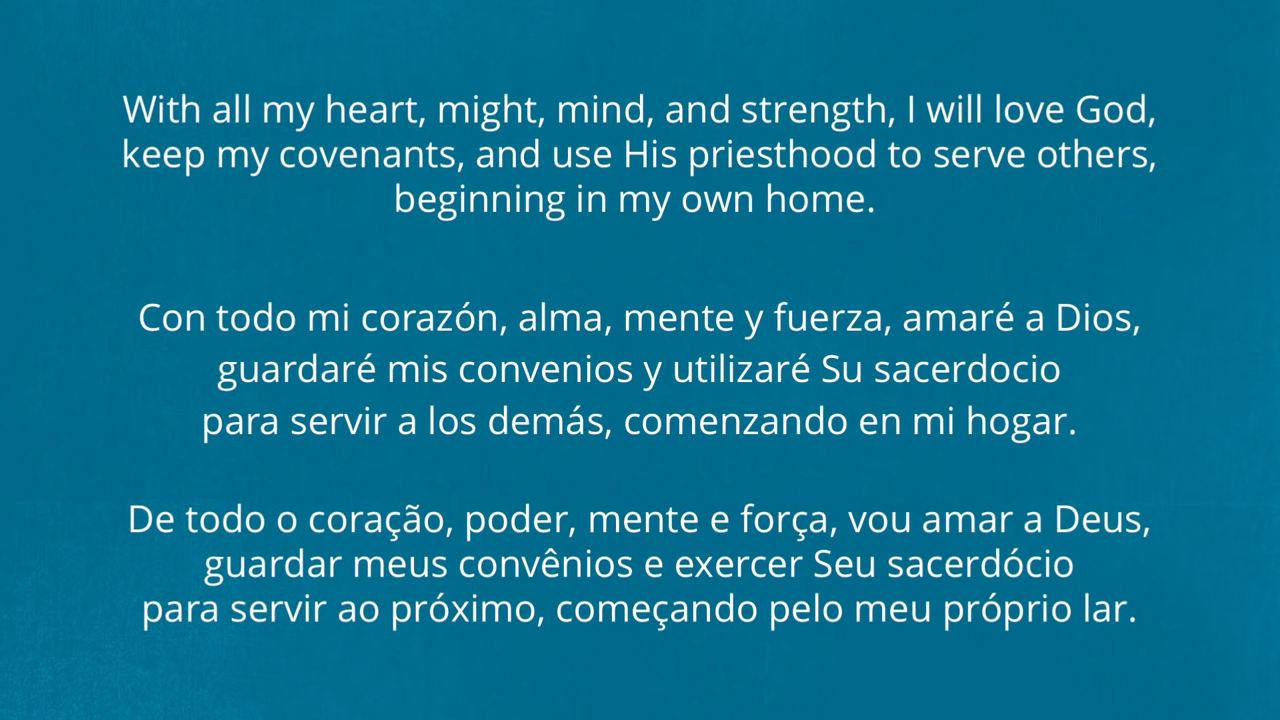 With all my heart, might, mind, and strength, I will love God,
keep my covenants, and use His priesthood to serve others,
beginning in my own home.
Con todo mi corazón, alma, mente y fuerza, amaré a Dios,
guardaré mis convenios y utilizaré Su sacerdocio
para servir a los demás, comenzando en mi hogar.
De todo o coração, poder, mente e força, vou amar a Deus,
guardar meus convênios e exercer Seu sacerdócio
para servir ao próximo, começando pelo meu próprio lar.